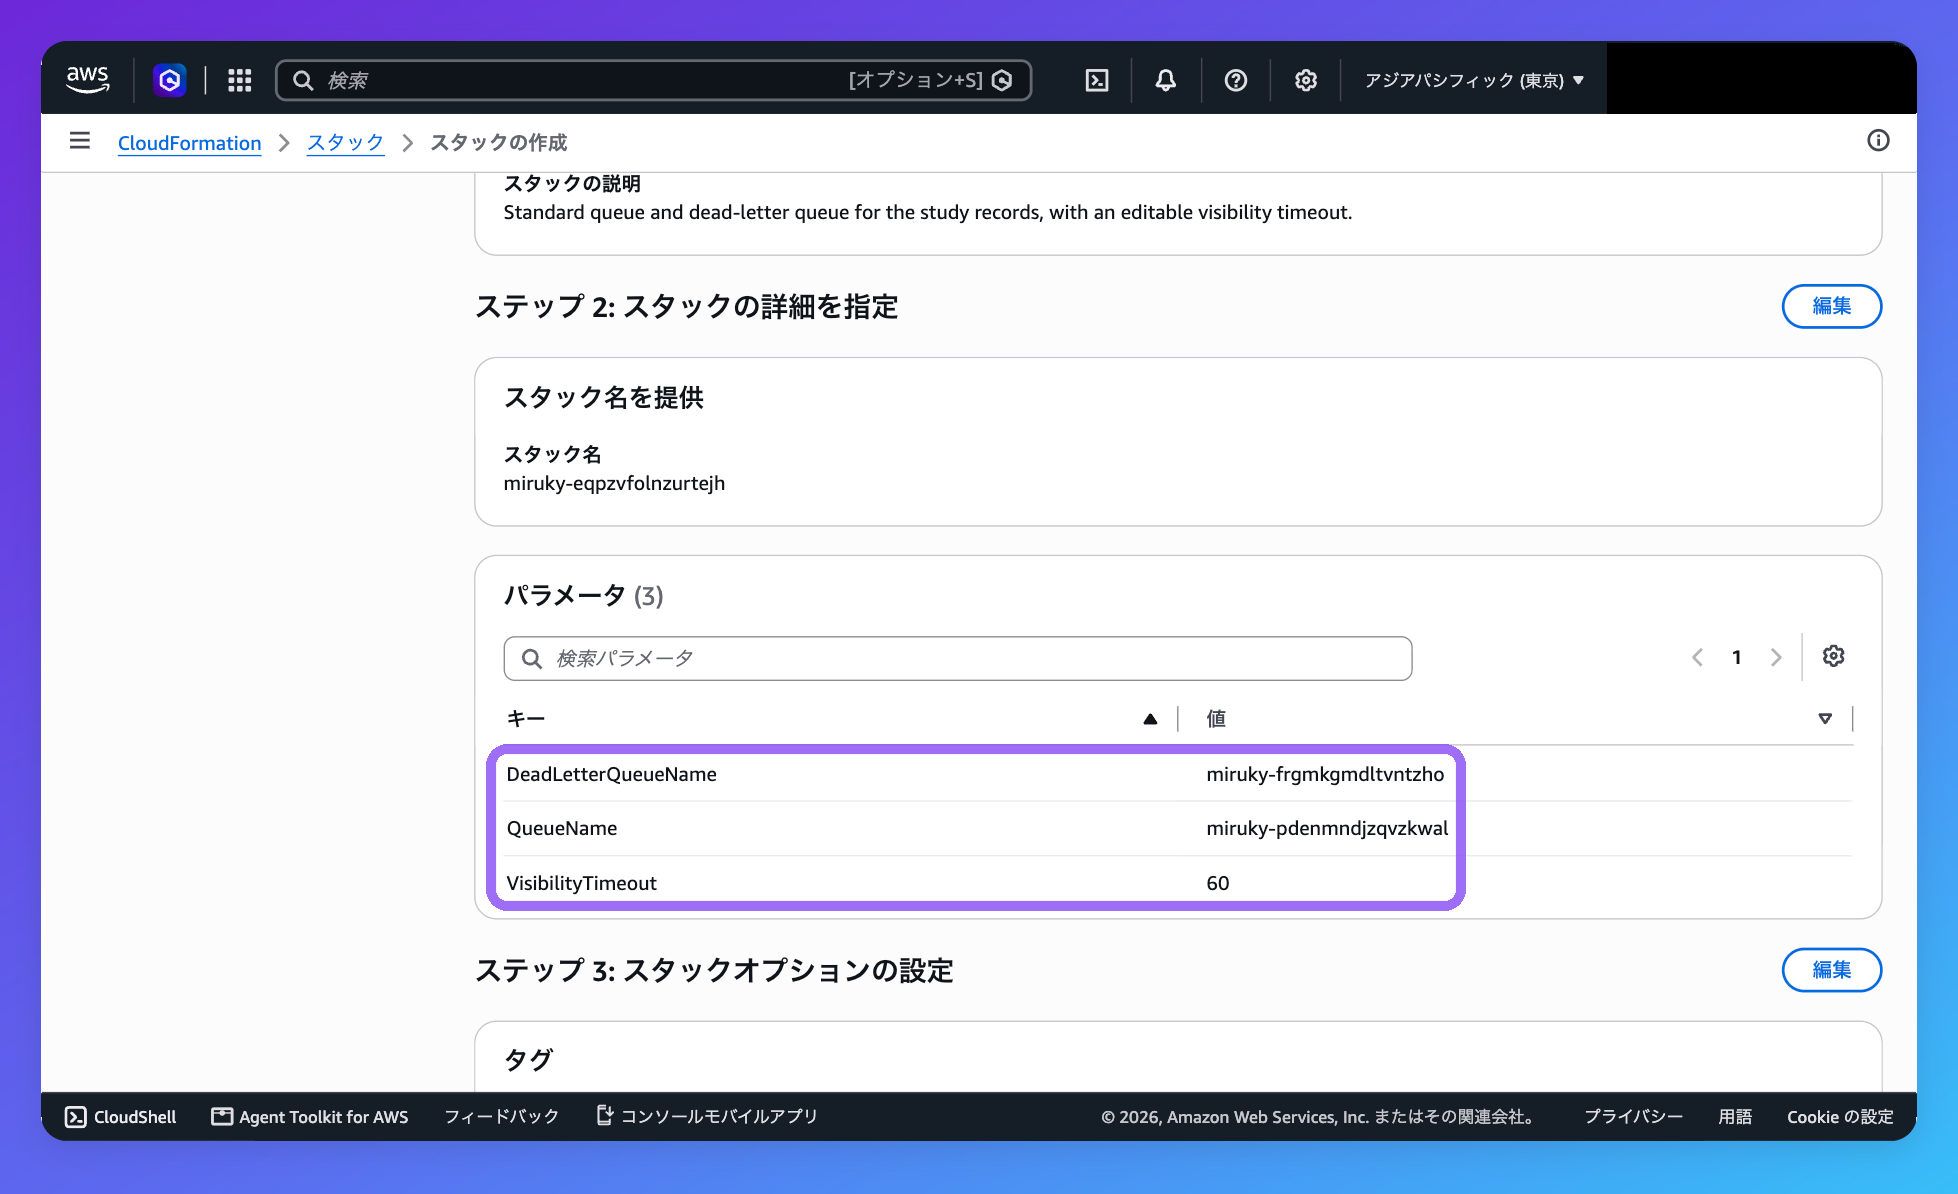 aws
検索
[オプション+S]
アジアパシフィック (東京) ▼
CloudFormation > スタック > スタックの作成
スタックの説明
Standard queue and dead-letter queue for the study records, with an editable visibility timeout.
ステップ 2: スタックの詳細を指定
編集
スタック名を提供
スタック名
miruky-eqpzvfolnzurtejh
パラメータ (3)
検索パラメータ
1
キー 値
DeadLetterQueueName miruky-frgmkgmdltvntzho
QueueName miruky-pdenmndjzqvzkwal
VisibilityTimeout 60
ステップ 3: スタックオプションの設定
編集
タグ
CloudShell Agent Toolkit for AWS フィードバック コンソールモバイルアプリ © 2026, Amazon Web Services, Inc. またはその関連会社。 プライバシー 用語 Cookie の設定